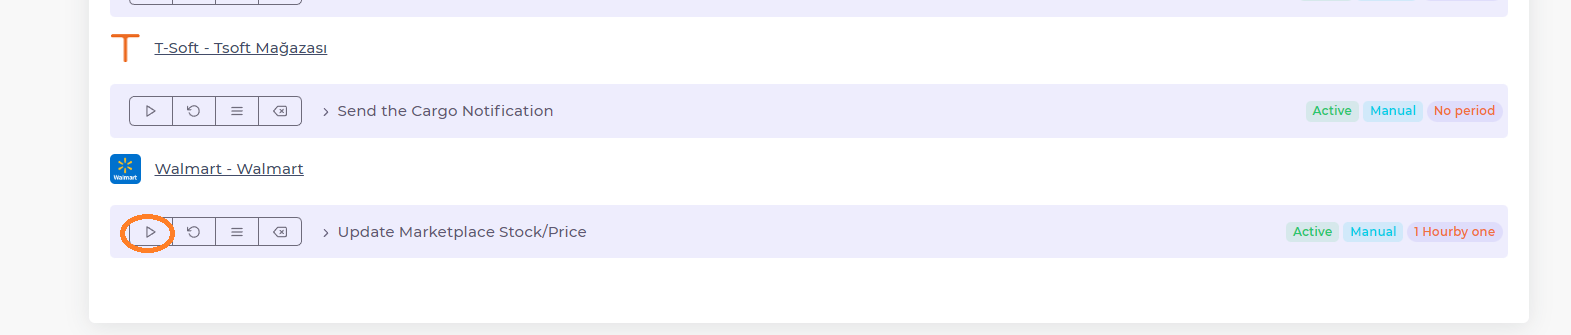 T-Soft - Tsoft Mağazası
Send the Cargo Notification Active Manual No period
Walmart
Walmart - Walmart
Update Marketplace Stock/Price Active Manual 1 Hourby one